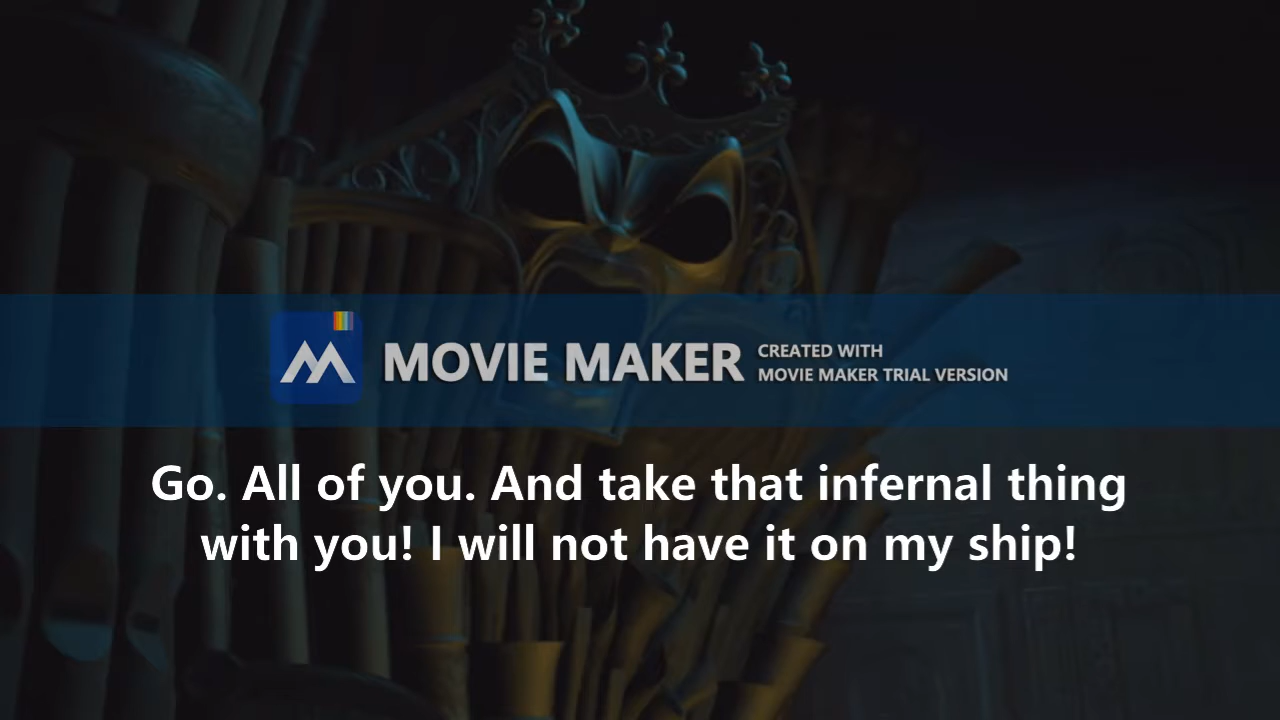 MOVIE MAKER
CREATED WITH
MOVIE MAKER TRIAL VERSION
Go. All of you. And take that infernal thing
with you! I will not have it on my ship!